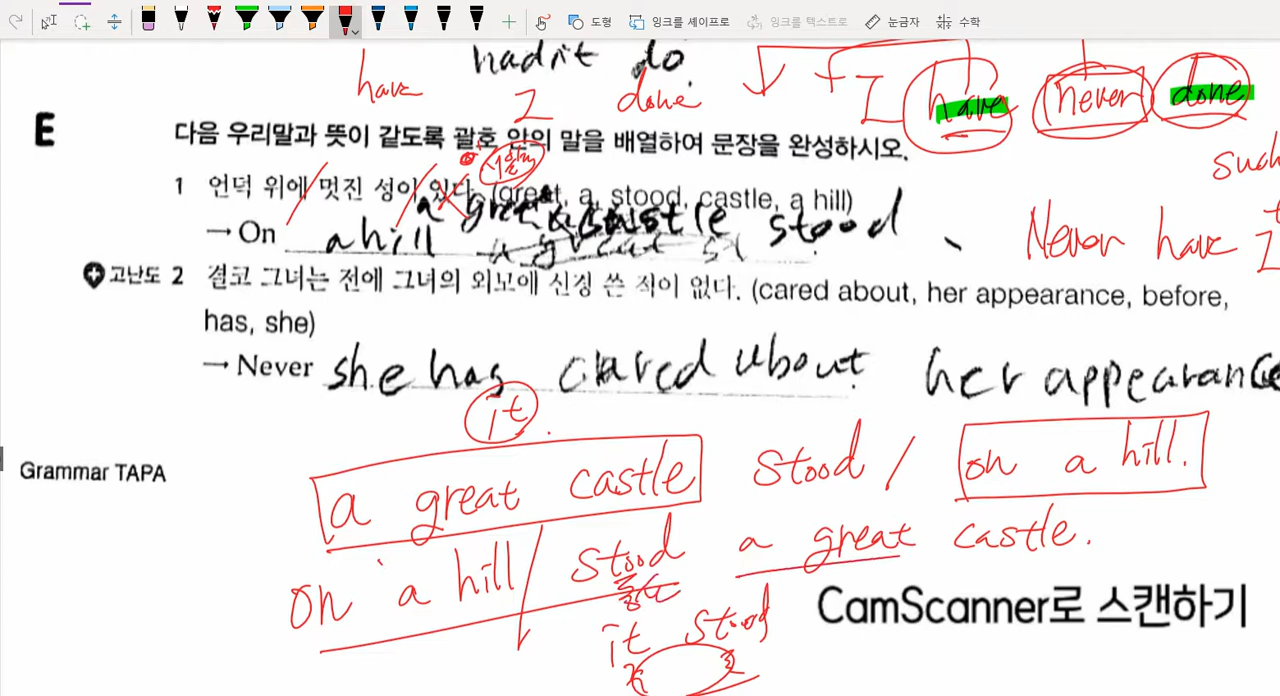 도형 잉크를 셰이프로 잉크를 텍스트로 눈금자 수학
hadn't do
have I done
I have never done
E 다음 우리말과 뜻이 같도록 괄호 안의 말을 배열하여 문장을 완성하시오.
such
1 언덕 위에 멋진 성이 있다. (great, a, stood, castle, a hill)
a great castle stood
→ On a hill a great st
Never have I
고난도 2 결코 그녀는 전에 그녀의 외모에 신경 쓴 적이 없다. (cared about, her appearance, before,
has, she)
→ Never she has cared about her appearance
it
Grammar TAPA
a great castle stood / on a hill.
on a hill / stood a great castle.
it stood
CamScanner로 스캔하기